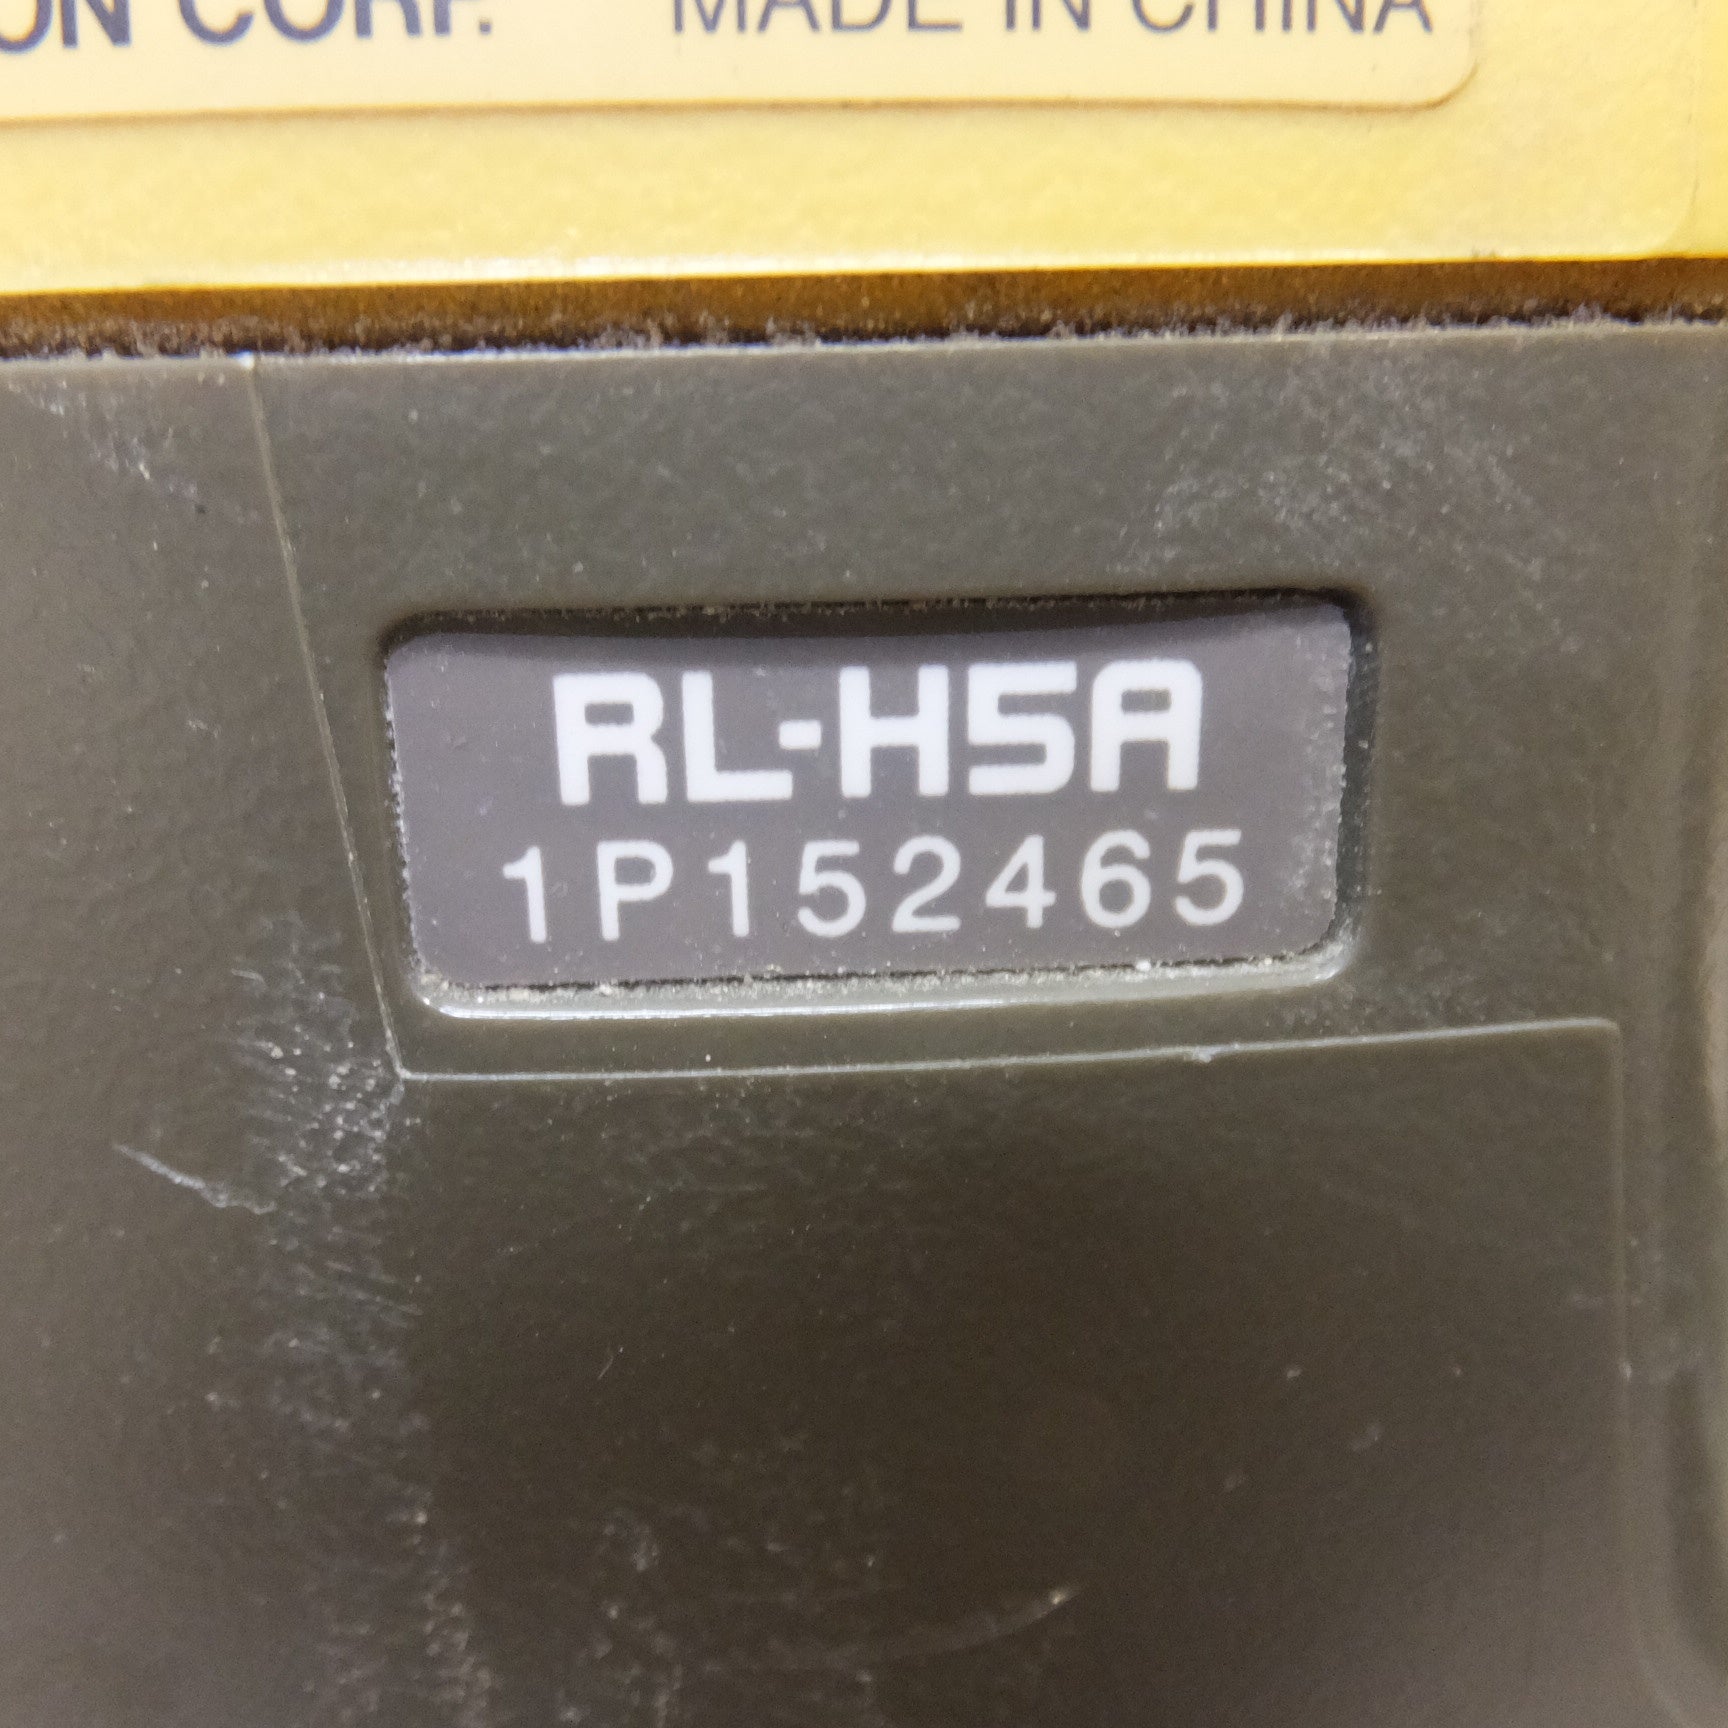 ON CORP. MADE IN CHINA
RL-H5A
1P152465